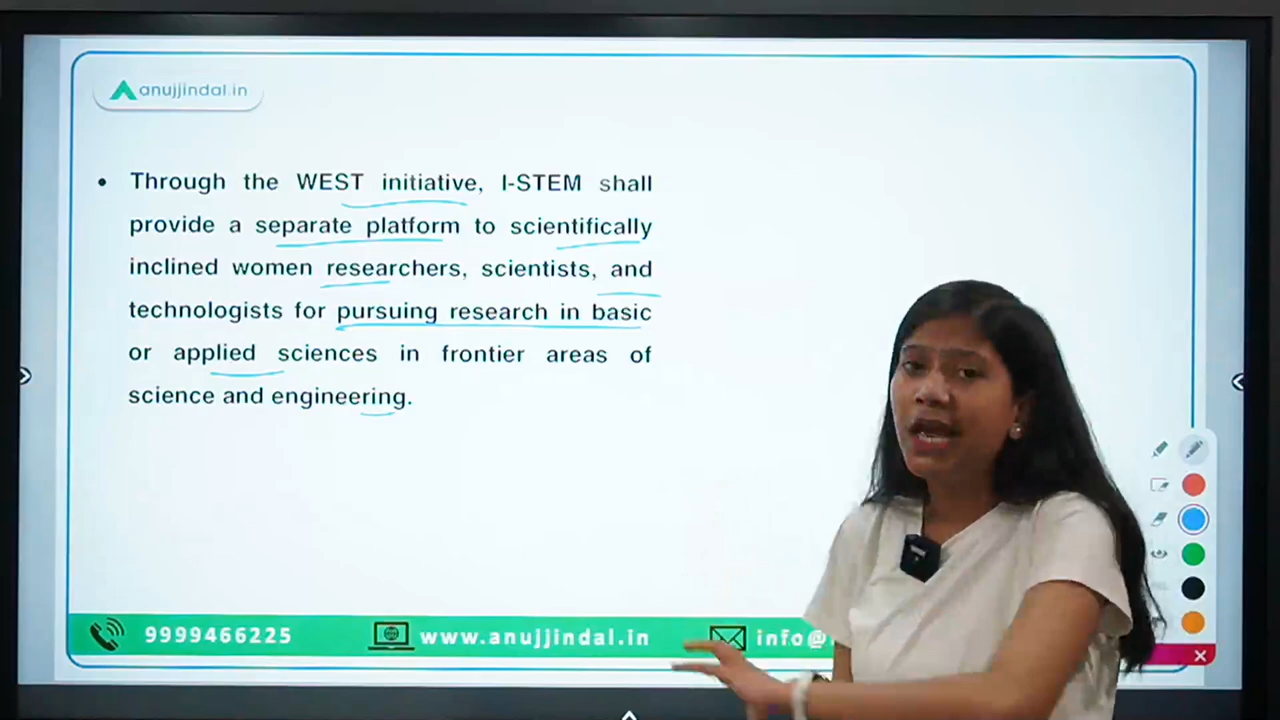 anujjindal.in
• Through the WEST initiative, I-STEM shall
provide a separate platform to scientifically
inclined women researchers, scientists, and
technologists for pursuing research in basic
or applied sciences in frontier areas of
science and engineering.
9999466225 www.anujjindal.in info@